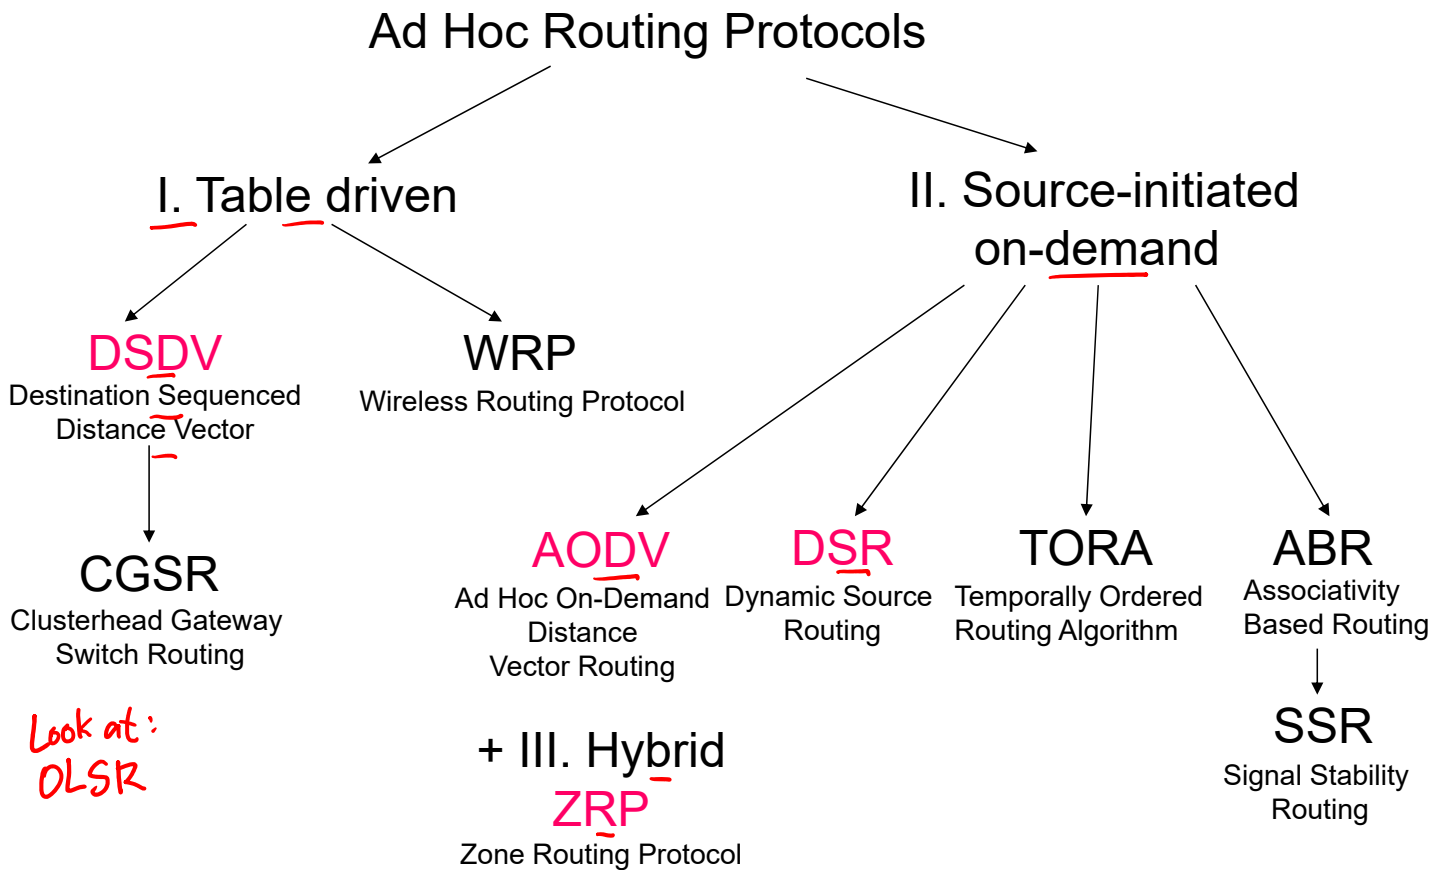 Ad Hoc Routing Protocols
I. Table driven
II. Source-initiated
on-demand
DSDV
Destination Sequenced
Distance Vector
WRP
Wireless Routing Protocol
CGSR
Clusterhead Gateway
Switch Routing
AODV
Ad Hoc On-Demand
Distance
Vector Routing
DSR
Dynamic Source
Routing
TORA
Temporally Ordered
Routing Algorithm
ABR
Associativity
Based Routing
SSR
Signal Stability
Routing
Look at:
OLSR
+ III. Hybrid
ZRP
Zone Routing Protocol